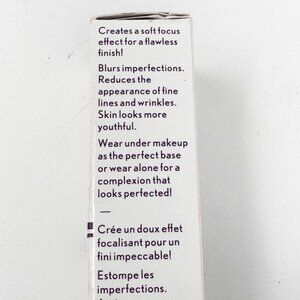 Creates a soft focus
effect for a flawless
finish!
Blurs imperfections.
Reduces the
appearance of fine
lines and wrinkles.
Skin looks more
youthful.
Wear under makeup
as the perfect base
or wear alone for a
complexion that
looks perfected!
—
Crée un doux effet
focalisant pour un
fini impeccable!
Estompe les
imperfections.